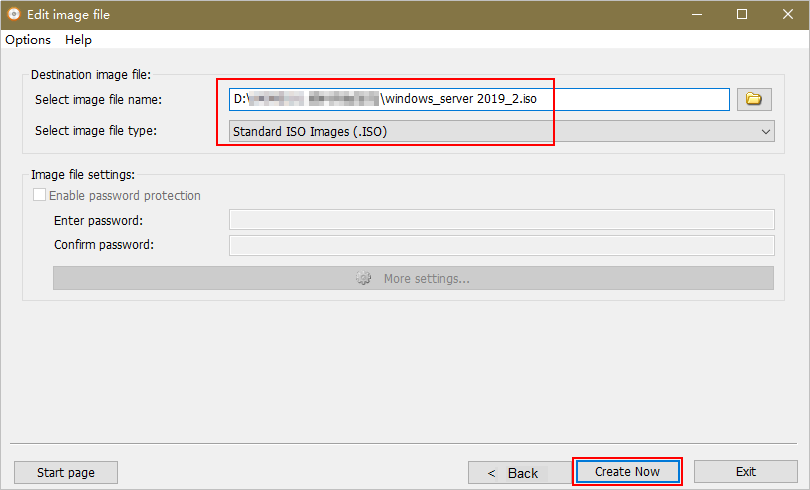 Edit image file
Options Help
Destination image file:
Select image file name: D:\ \windows_server 2019_2.iso
Select image file type: Standard ISO Images (.ISO)
Image file settings:
Enable password protection
Enter password:
Confirm password:
More settings...
Start page < Back Create Now Exit